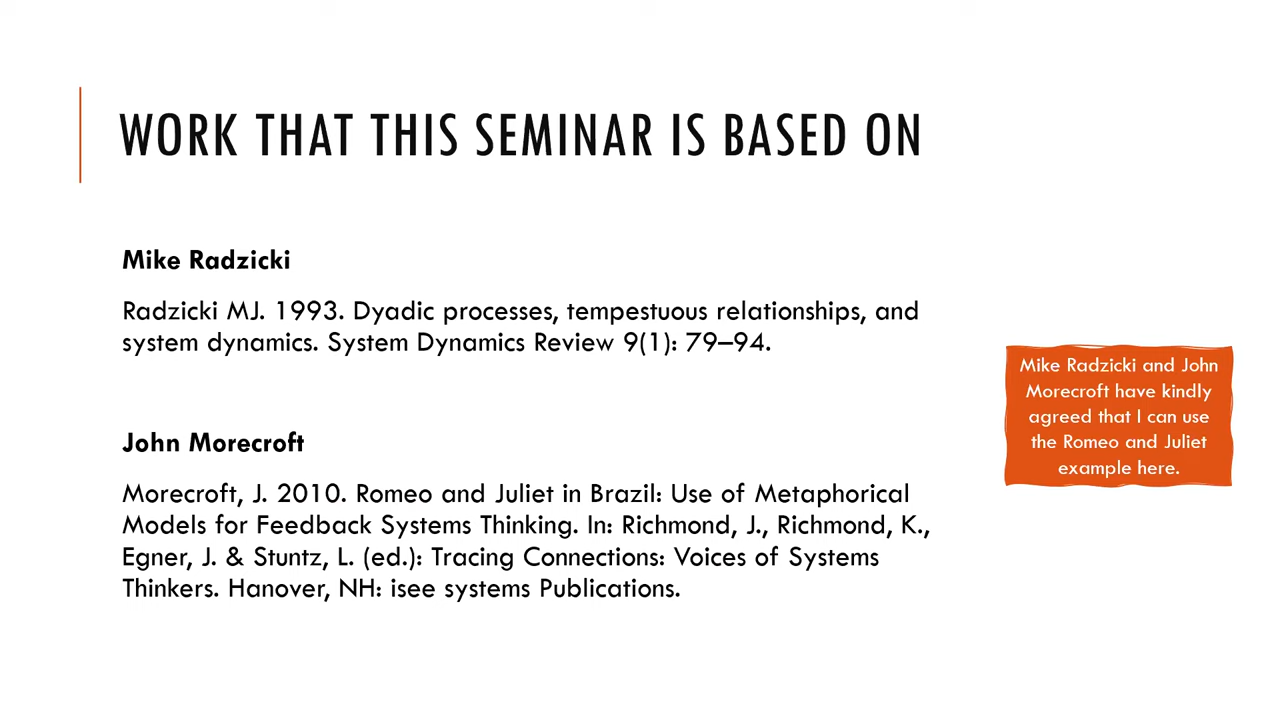 WORK THAT THIS SEMINAR IS BASED ON
Mike Radzicki
Radzicki MJ. 1993. Dyadic processes, tempestuous relationships, and
system dynamics. System Dynamics Review 9(1): 79–94.
John Morecroft
Morecroft, J. 2010. Romeo and Juliet in Brazil: Use of Metaphorical
Models for Feedback Systems Thinking. In: Richmond, J., Richmond, K.,
Egner, J. & Stuntz, L. (ed.): Tracing Connections: Voices of Systems
Thinkers. Hanover, NH: isee systems Publications.
Mike Radzicki and John
Morecroft have kindly
agreed that I can use
the Romeo and Juliet
example here.